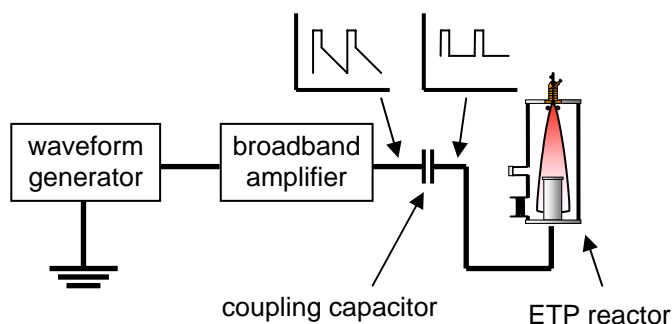 waveform
generator
broadband
amplifier
coupling capacitor
ETP reactor